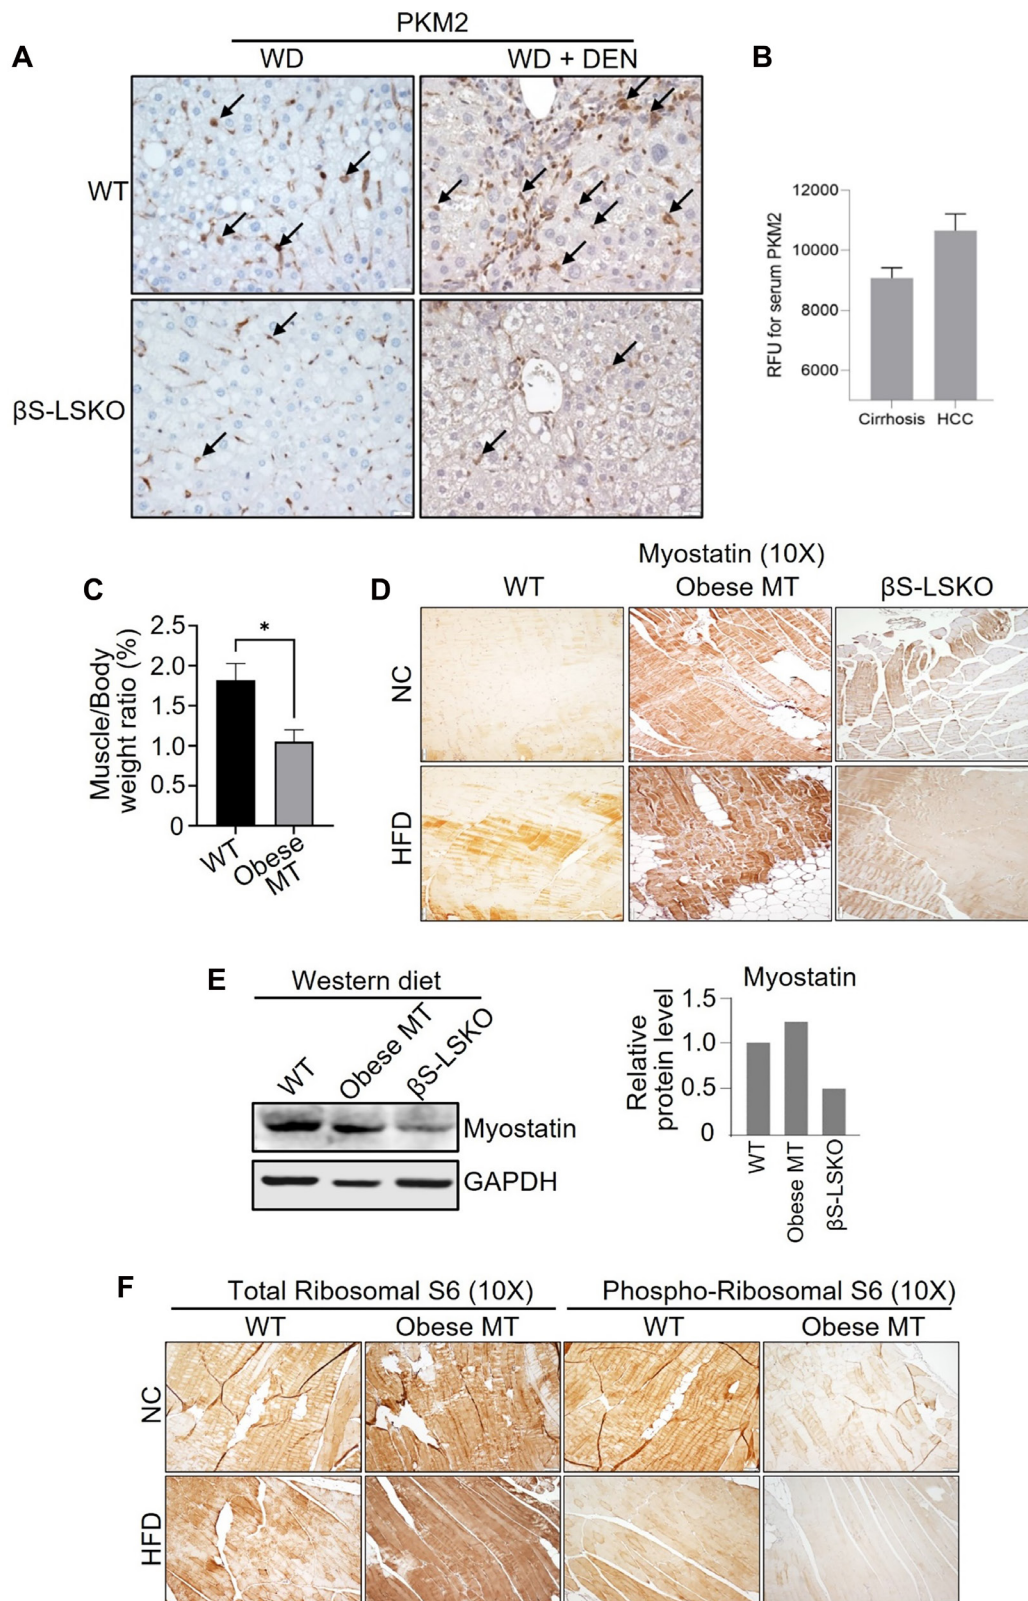 PKM2
A
WD
WD + DEN
B
WT
βS-LSKO
RFU for serum PKM2
12000
10000
8000
6000
Cirrhosis
HCC
C
Muscle/Body
weight ratio (%)
2.5
2.0
1.5
1.0
0.5
0
*
WT
Obese
MT
D
Myostatin (10X)
WT
Obese MT
βS-LSKO
NC
HFD
E
Western diet
WT
Obese MT
βS-LSKO
Myostatin
GAPDH
Myostatin
Relative
protein level
1.5
1.0
0.5
0
WT
Obese MT
βS-LSKO
F
Total Ribosomal S6 (10X)
Phospho-Ribosomal S6 (10X)
WT
Obese MT
WT
Obese MT
NC
HFD